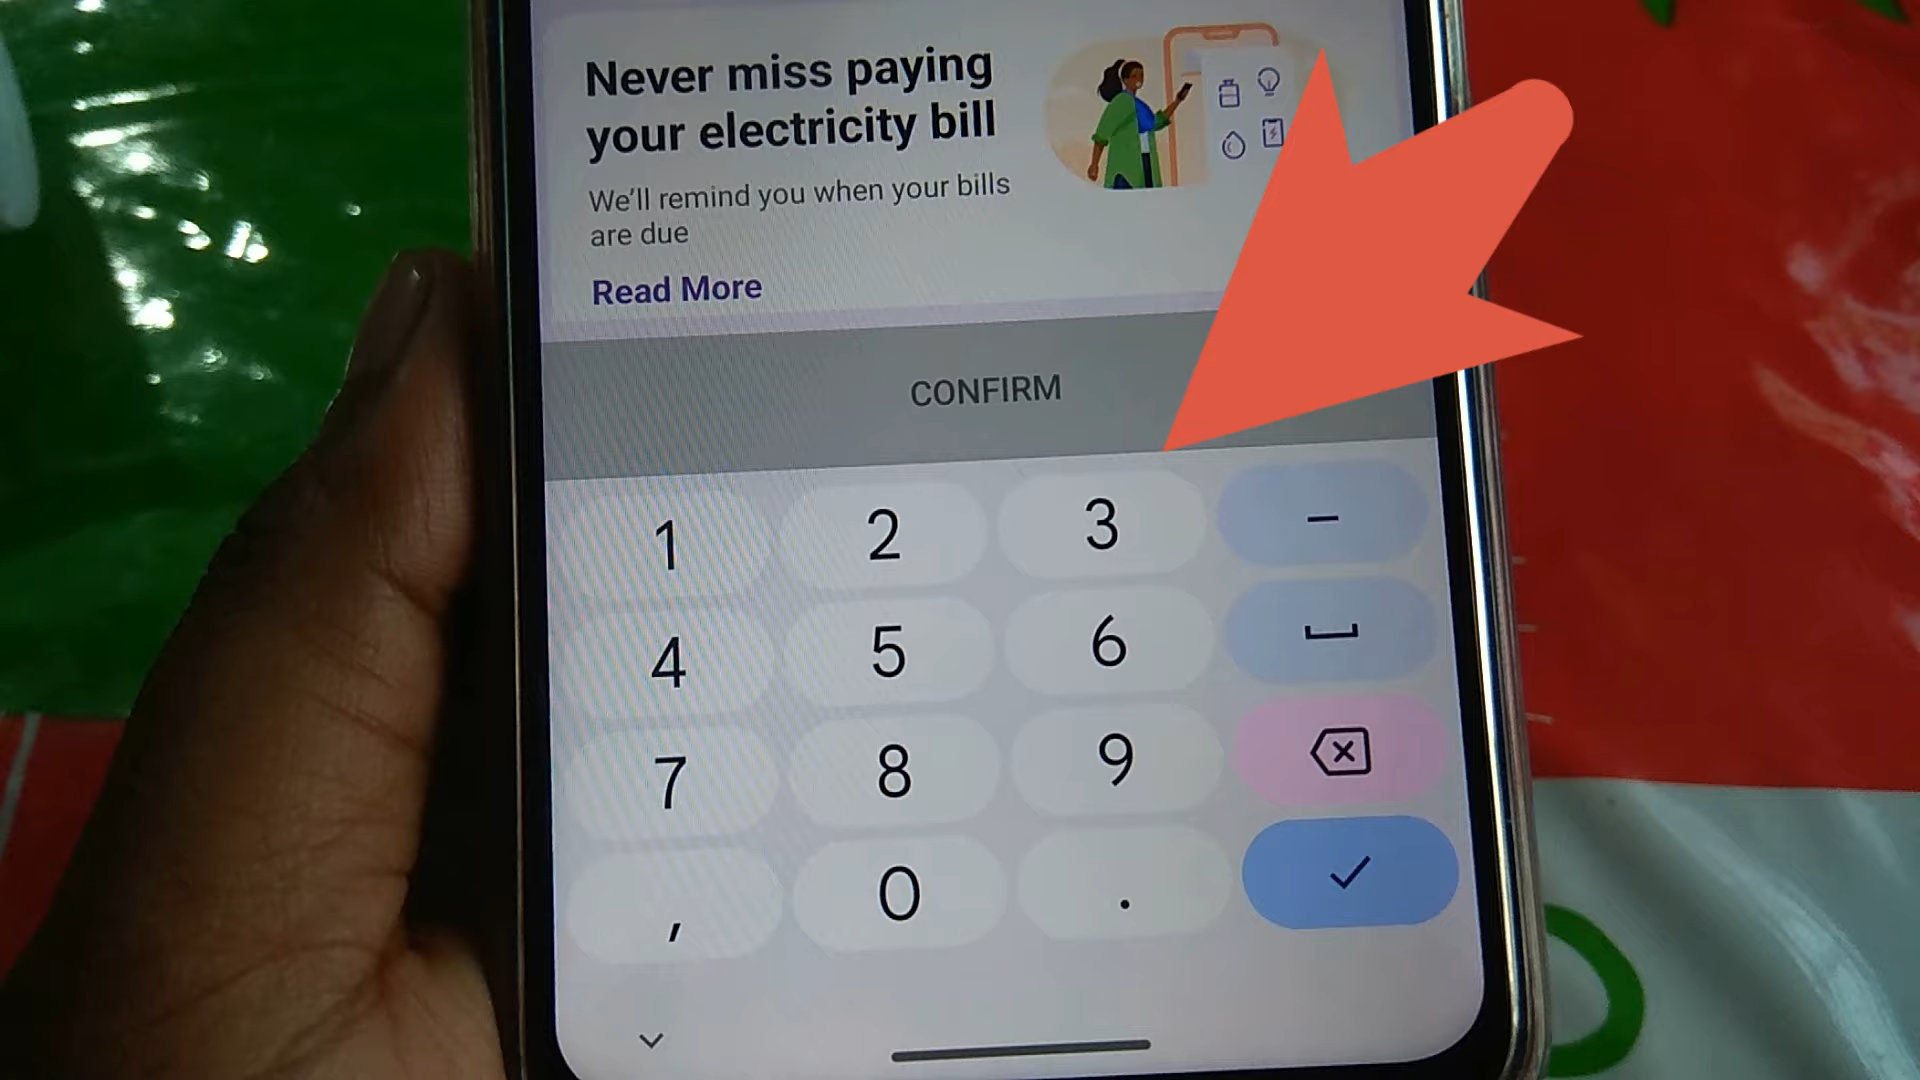 Never miss paying
your electricity bill
We'll remind you when your bills
are due
Read More
CONFIRM
1 2 3 –
4 5 6
7 8 9
, 0 .